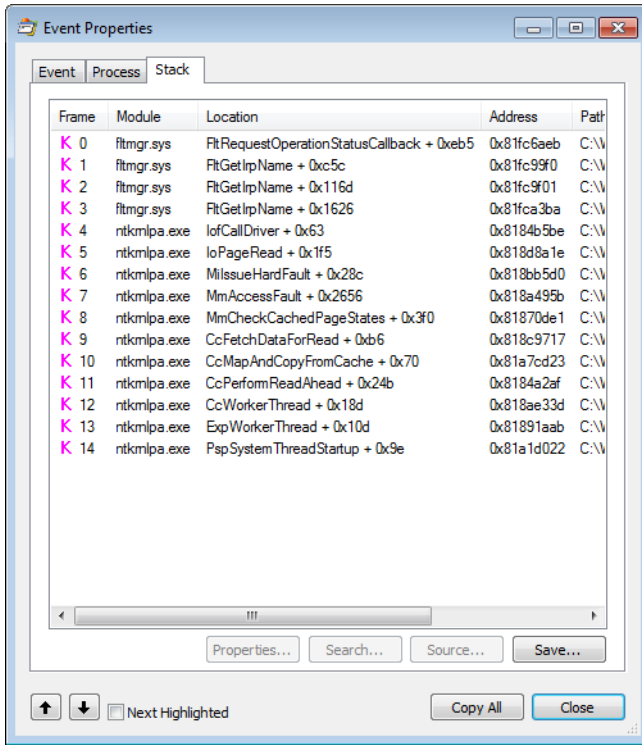 Event Properties
Event Process Stack
Frame Module Location Address Path
K 0 fltmgr.sys FltRequestOperationStatusCallback + 0xeb5 0x81fc6aeb C:\W
K 1 fltmgr.sys FltGetIrpName + 0xc5c 0x81fc99f0 C:\W
K 2 fltmgr.sys FltGetIrpName + 0x116d 0x81fc9f01 C:\W
K 3 fltmgr.sys FltGetIrpName + 0x1626 0x81fca3ba C:\W
K 4 ntkrnlpa.exe IofCallDriver + 0x63 0x8184b5be C:\W
K 5 ntkrnlpa.exe IoPageRead + 0x1f5 0x818d8a1e C:\W
K 6 ntkrnlpa.exe MiIssueHardFault + 0x28c 0x818bb5d0 C:\W
K 7 ntkrnlpa.exe MmAccessFault + 0x2656 0x818a495b C:\W
K 8 ntkrnlpa.exe MmCheckCachedPageStates + 0x3f0 0x81870de1 C:\W
K 9 ntkrnlpa.exe CcFetchDataForRead + 0xb6 0x818c9717 C:\W
K 10 ntkrnlpa.exe CcMapAndCopyFromCache + 0x70 0x81a7cd23 C:\W
K 11 ntkrnlpa.exe CcPerformReadAhead + 0x24b 0x8184a2af C:\W
K 12 ntkrnlpa.exe CcWorkerThread + 0x18d 0x818ae33d C:\W
K 13 ntkrnlpa.exe ExpWorkerThread + 0x10d 0x81891aab C:\W
K 14 ntkrnlpa.exe PspSystemThreadStartup + 0x9e 0x81a1d022 C:\W
Properties... Search... Source... Save...
Next Highlighted Copy All Close